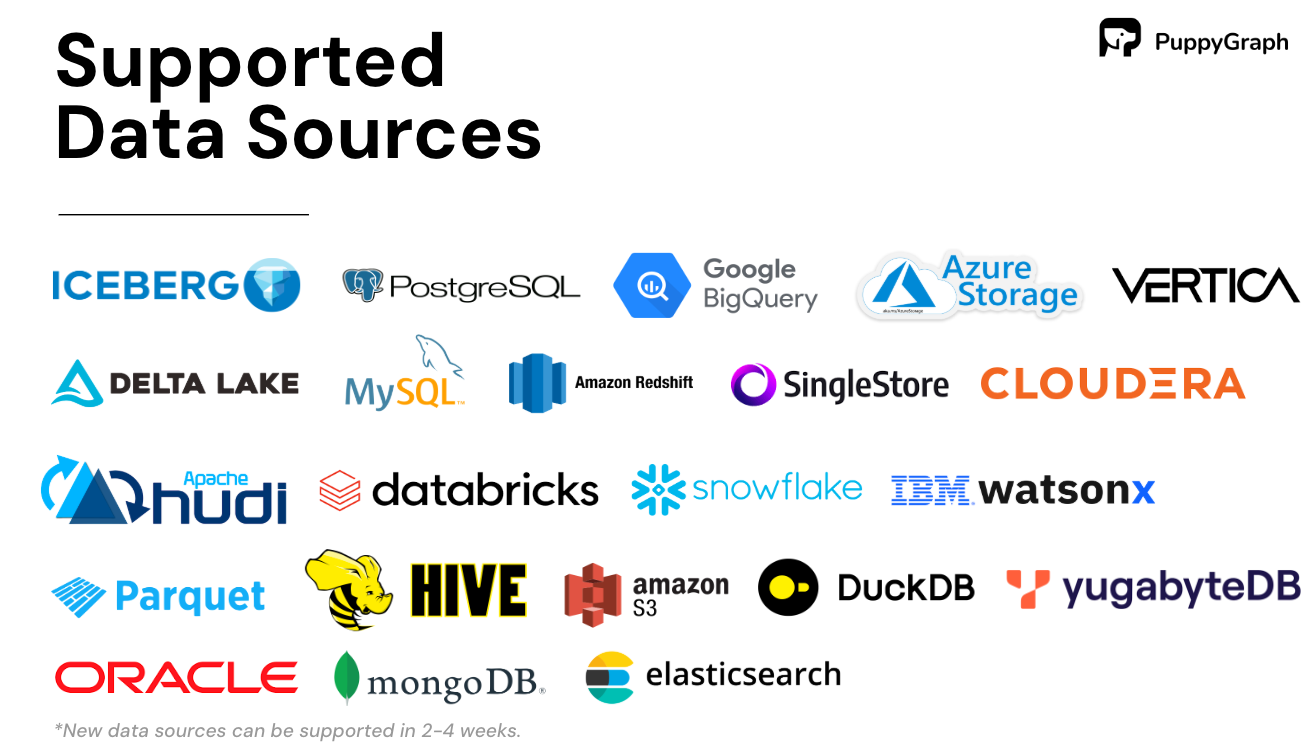 Supported
Data Sources
PuppyGraph
ICEBERG
PostgreSQL
Google
BigQuery
Azure
Storage
VERTICA
DELTA LAKE
MySQL™
Amazon Redshift
SingleStore
CLOUDERA
Apache
hudi
databricks
snowflake
IBM® watsonx
Parquet
HIVE
amazon
S3
DuckDB
yugabyteDB
ORACLE
mongoDB®
elasticsearch
*New data sources can be supported in 2-4 weeks.